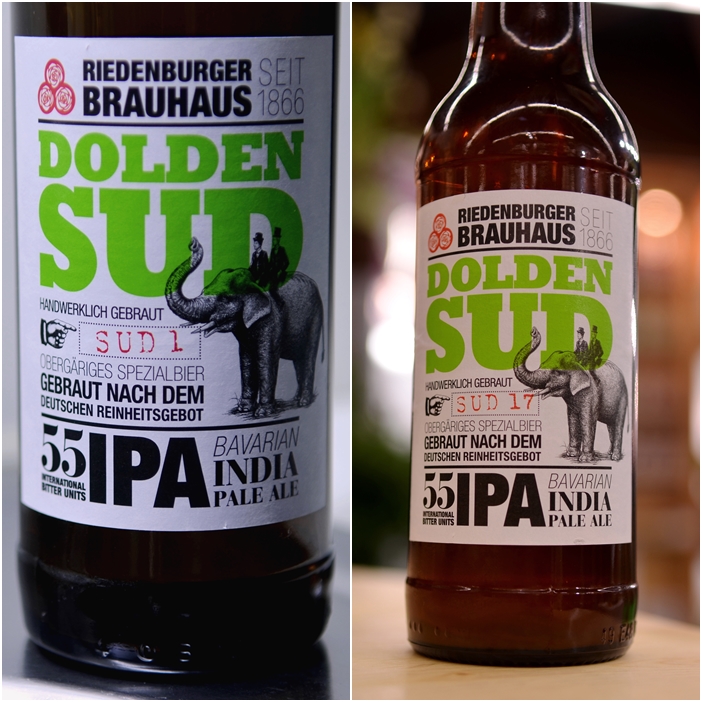 RIEDENBURGER
BRAUHAUS
SEIT
1866
DOLDEN
SUD
HANDWERKLICH GEBRAUT
SUD 1
OBERGÄRIGES SPEZIALBIER
GEBRAUT NACH DEM
DEUTSCHEN REINHEITSGEBOT
55
INTERNATIONAL
BITTER UNITS
IPA
BAVARIAN
INDIA
PALE ALE
RIEDENBURGER
BRAUHAUS
SEIT
1866
DOLDEN
SUD
HANDWERKLICH GEBRAUT
SUD 17
OBERGÄRIGES SPEZIALBIER
GEBRAUT NACH DEM
DEUTSCHEN REINHEITSGEBOT
55
INTERNATIONAL
BITTER UNITS
IPA
BAVARIAN
INDIA
PALE ALE